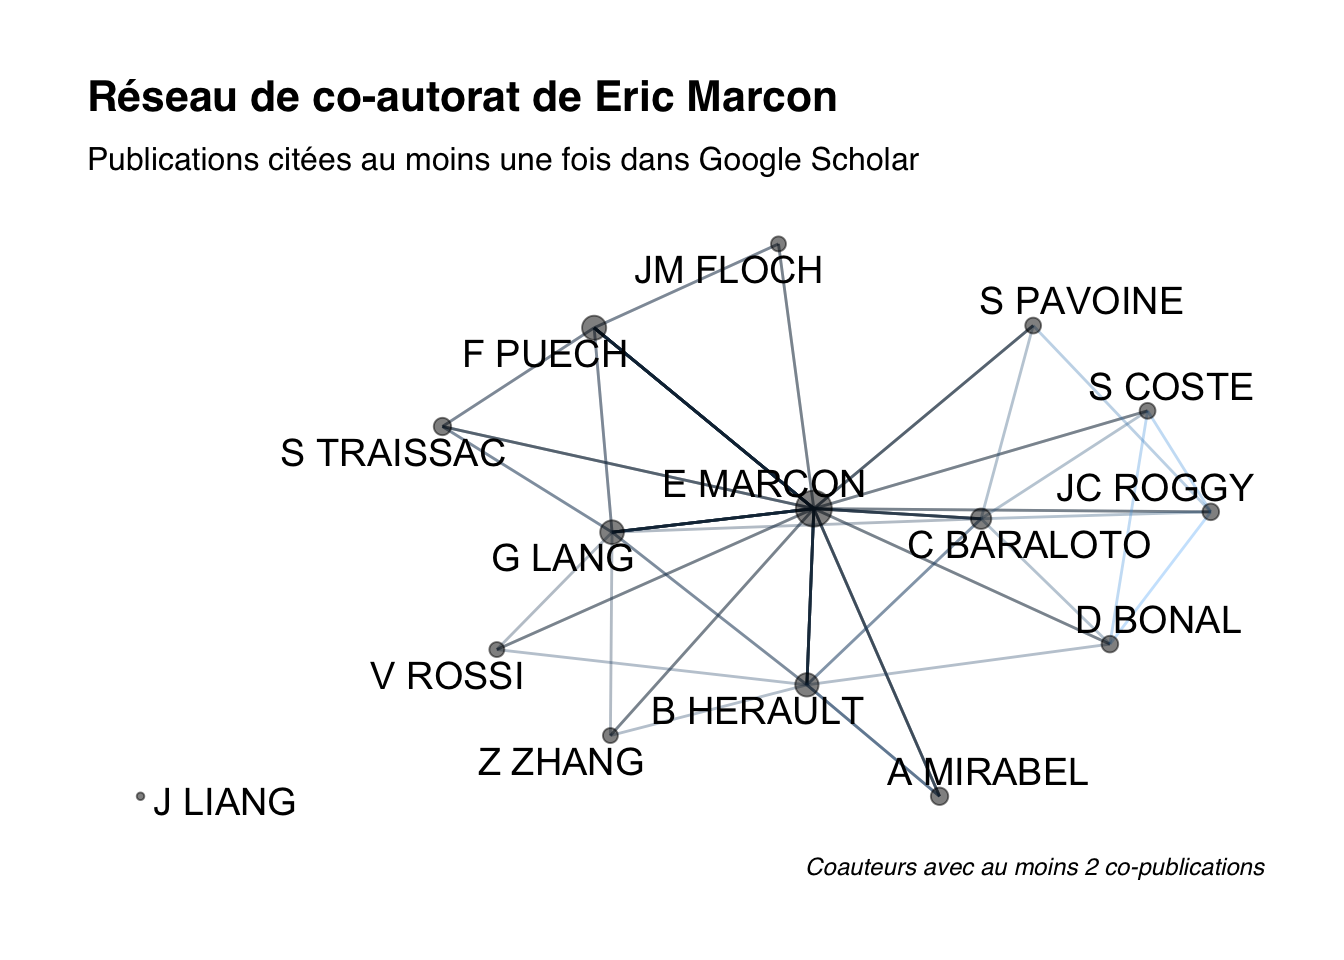 Réseau de co-autorat de Eric Marcon
Publications citées au moins une fois dans Google Scholar
JM FLOCH
S PAVOINE
F PUECH
S COSTE
S TRAISSAC
E MARCON
JC ROGGY
G LANG
C BARALOTO
D BONAL
V ROSSI
B HERAULT
Z ZHANG
A MIRABEL
J LIANG
Coauteurs avec au moins 2 co-publications